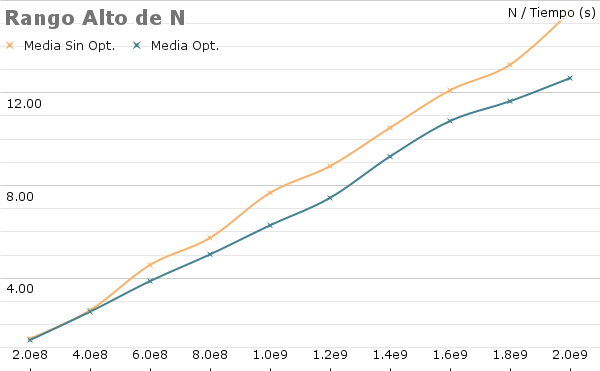 Rango Alto de N
N / Tiempo (s)
Media Sin Opt.
Media Opt.
12.00
8.00
4.00
2.0e8 4.0e8 6.0e8 8.0e8 1.0e9 1.2e9 1.4e9 1.6e9 1.8e9 2.0e9